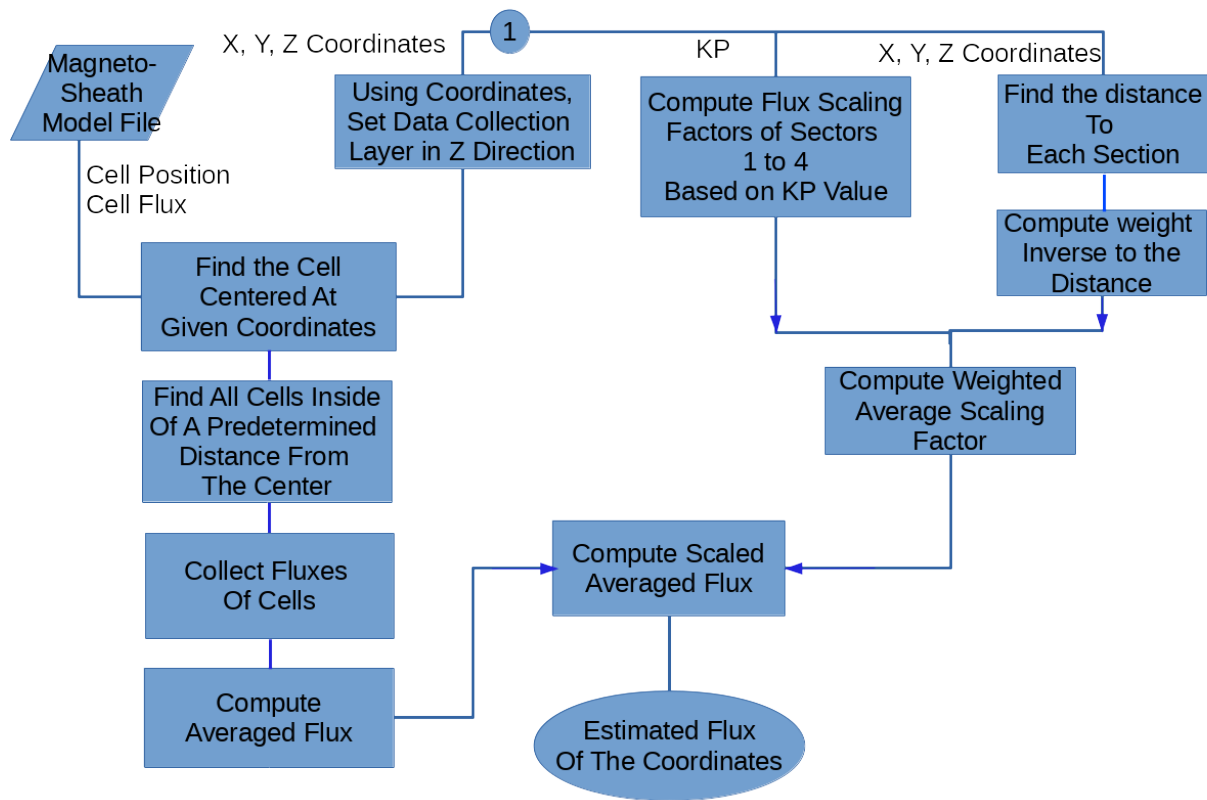 1
X, Y, Z Coordinates
KP
X, Y, Z Coordinates
Magneto-
Sheath
Model File
Using Coordinates,
Set Data Collection
Layer in Z Direction
Compute Flux Scaling
Factors of Sectors
1 to 4
Based on KP Value
Find the distance
To
Each Section
Cell Position
Cell Flux
Compute weight
Inverse to the
Distance
Find the Cell
Centered At
Given Coordinates
Find All Cells Inside
Of A Predetermined
Distance From
The Center
Compute Weighted
Average Scaling
Factor
Collect Fluxes
Of Cells
Compute Scaled
Averaged Flux
Compute
Averaged Flux
Estimated Flux
Of The Coordinates